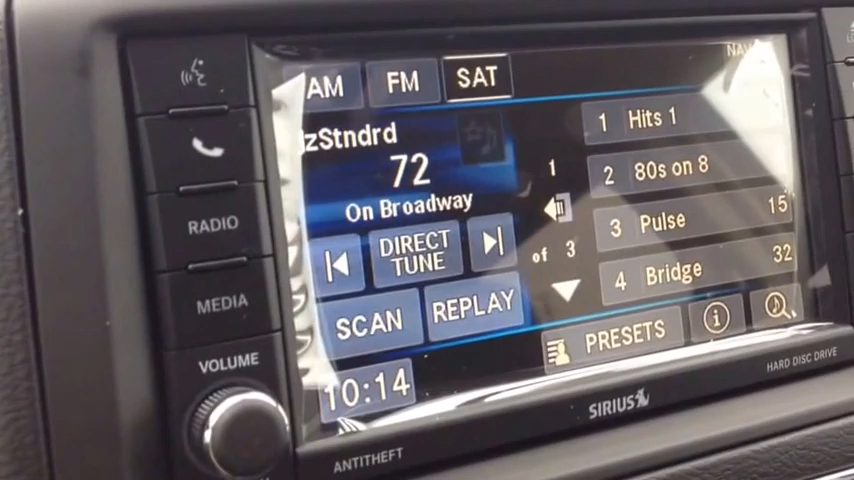 AM FM SAT
NAV
zStndrd
72
On Broadway
DIRECT TUNE
SCAN
REPLAY
10:14
1
of 3
1 Hits 1
2 80s on 8
3 Pulse 15
4 Bridge 32
PRESETS
i
RADIO
MEDIA
VOLUME
ANTITHEFT
SIRIUS
HARD DISC DRIVE